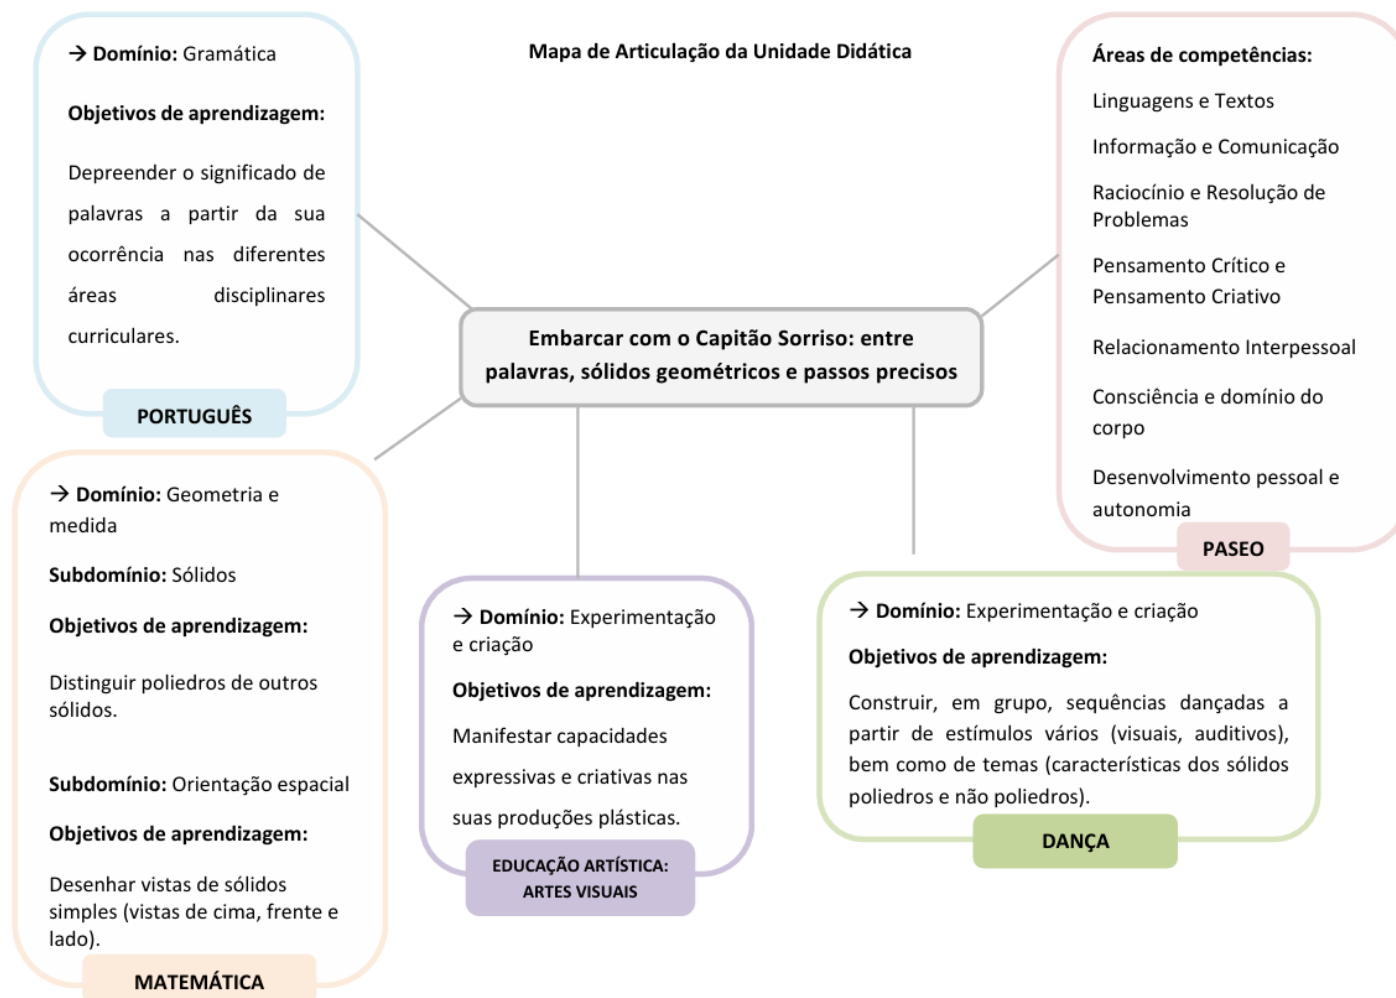 Mapa de Articulação da Unidade Didática
→ Domínio: Gramática
Objetivos de aprendizagem:
Depreender o significado de
palavras a partir da sua
ocorrência nas diferentes
áreas disciplinares
curriculares.
PORTUGUÊS
Áreas de competências:
Linguagens e Textos
Informação e Comunicação
Raciocínio e Resolução de
Problemas
Pensamento Crítico e
Pensamento Criativo
Relacionamento Interpessoal
Consciência e domínio do
corpo
Desenvolvimento pessoal e
autonomia
PASEO
Embarcar com o Capitão Sorriso: entre
palavras, sólidos geométricos e passos precisos
→ Domínio: Geometria e
medida
Subdomínio: Sólidos
Objetivos de aprendizagem:
Distinguir poliedros de outros
sólidos.
Subdomínio: Orientação espacial
Objetivos de aprendizagem:
Desenhar vistas de sólidos
simples (vistas de cima, frente e
lado).
MATEMÁTICA
→ Domínio: Experimentação
e criação
Objetivos de aprendizagem:
Manifestar capacidades
expressivas e criativas nas
suas produções plásticas.
EDUCAÇÃO ARTÍSTICA:
ARTES VISUAIS
→ Domínio: Experimentação e criação
Objetivos de aprendizagem:
Construir, em grupo, sequências dançadas a
partir de estímulos vários (visuais, auditivos),
bem como de temas (características dos sólidos
poliedros e não poliedros).
DANÇA